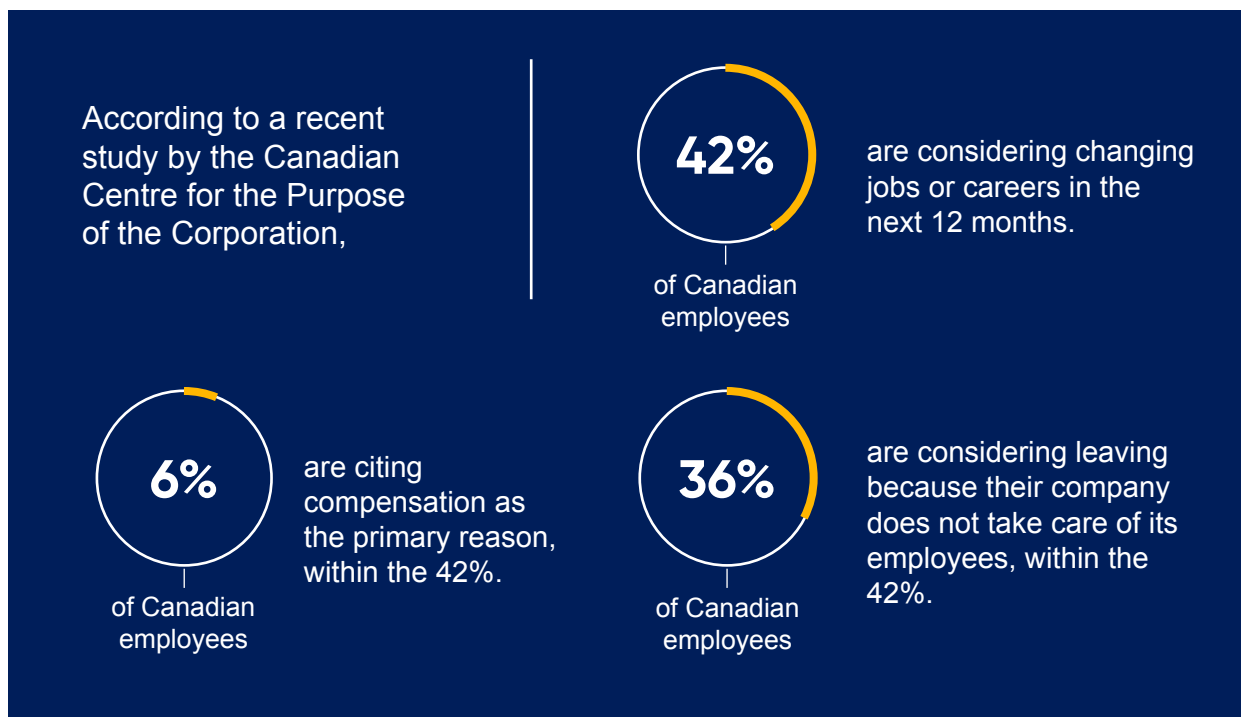 According to a recent
study by the Canadian
Centre for the Purpose
of the Corporation,
42%
of Canadian
employees
are considering changing
jobs or careers in the
next 12 months.
6%
of Canadian
employees
are citing
compensation as
the primary reason,
within the 42%.
36%
of Canadian
employees
are considering leaving
because their company
does not take care of its
employees, within the
42%.